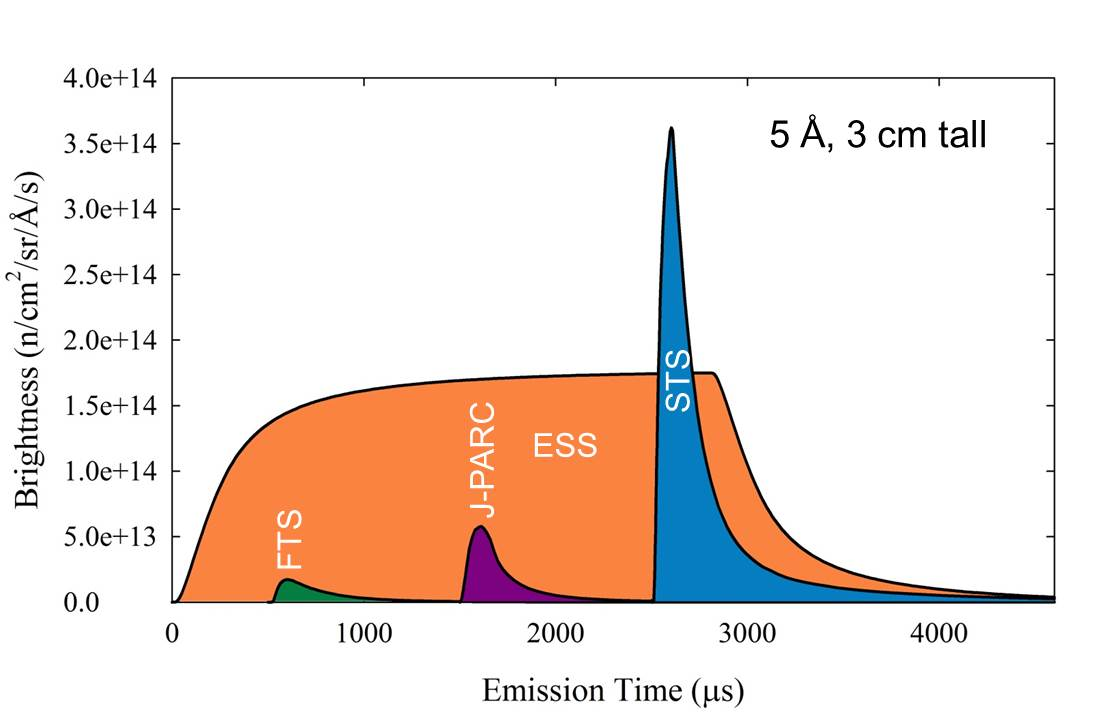 4.0e+14
5 Å, 3 cm tall
3.5e+14
3.0e+14
2.5e+14
2.0e+14
1.5e+14
1.0e+14
5.0e+13
0.0
Brightness (n/cm²/sr/Å/s)
FTS
J-PARC
ESS
STS
0 1000 2000 3000 4000
Emission Time (μs)